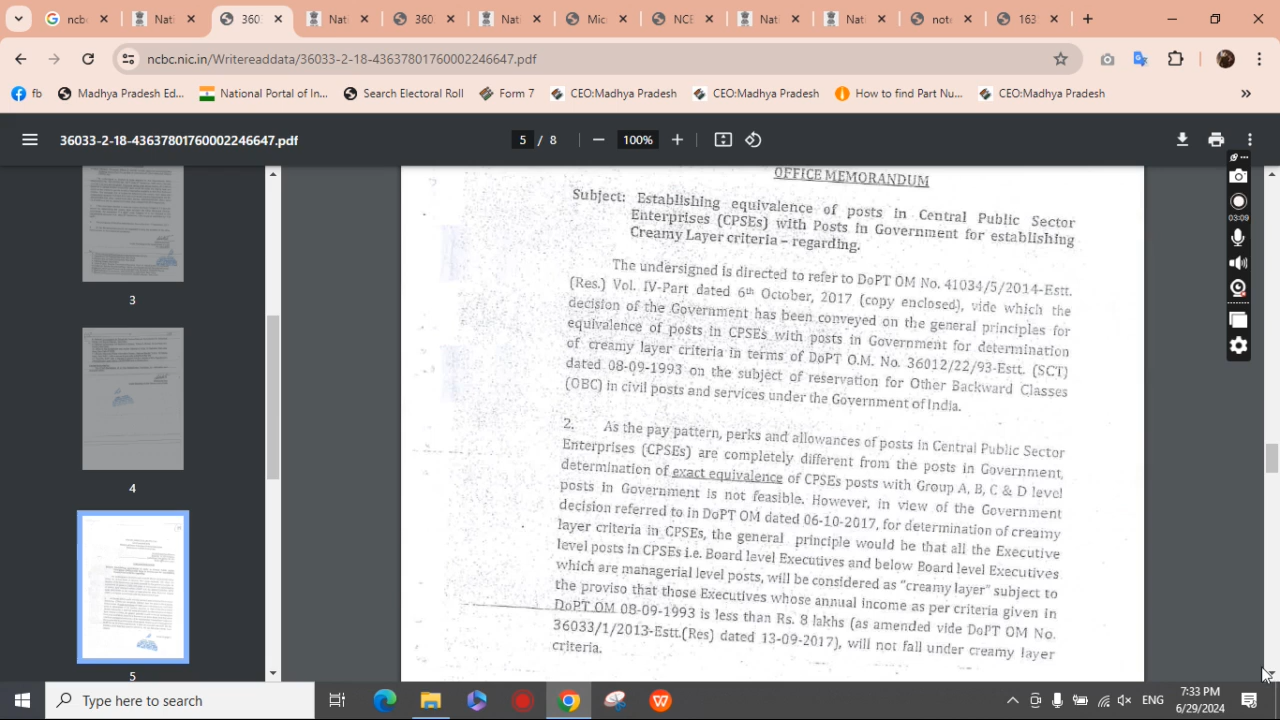 ncb
Nati
360
Nati
360
Nati
Mic
NCE
Nati
Nati
note
163
ncbc.nic.in/Writereaddata/36033-2-18-43637801760002246647.pdf
fb
Madhya Pradesh Ed...
National Portal of In...
Search Electoral Roll
Form 7
CEO:Madhya Pradesh
CEO:Madhya Pradesh
How to find Part Nu...
CEO:Madhya Pradesh
36033-2-18-43637801760002246647.pdf
5 / 8
100%
03:09
3
4
5
OFFICE MEMORANDUM
Subject: Establishing equivalence of posts in Central Public Sector
Enterprises (CPSEs) with Posts in Government for establishing
Creamy Layer criteria – regarding.
The undersigned is directed to refer to DoPT OM No. 41034/5/2014-Estt.
(Res.) Vol. IV-Part dated 6th October, 2017 (copy enclosed), vide which the
decision of the Government has been conveyed on the general principles for
equivalence of posts in CPSEs with posts in Government for determination
of creamy layer criteria in terms of DoPT O.M. No. 36012/22/93-Estt. (SCT)
dated 08-09-1993 on the subject of reservation for Other Backward Classes
(OBC) in civil posts and services under the Government of India.
2. As the pay pattern, perks and allowances of posts in Central Public Sector
Enterprises (CPSEs) are completely different from the posts in Government,
determination of exact equivalence of CPSEs posts with Group A, B, C & D level
posts in Government is not feasible. However, in view of the Government
decision referred to in DoPT OM dated 06-10-2017, for determination of creamy
layer criteria in CPSEs, the general principle would be that all the Executive
level posts in CPSEs i.e. Board level Executives and below Board level Executives
which are managerial level posts, will be considered as “creamy layer” subject to
the proviso that those Executives whose annual income as per criteria given in
DoPT OM 08-09-1993 is less than Rs. 8 lakhs (as amended vide DoPT OM No.
36033/1/2013-Estt.(Res) dated 13-09-2017), will not fall under creamy layer
criteria.
Type here to search
ENG
7:33 PM
6/29/2024